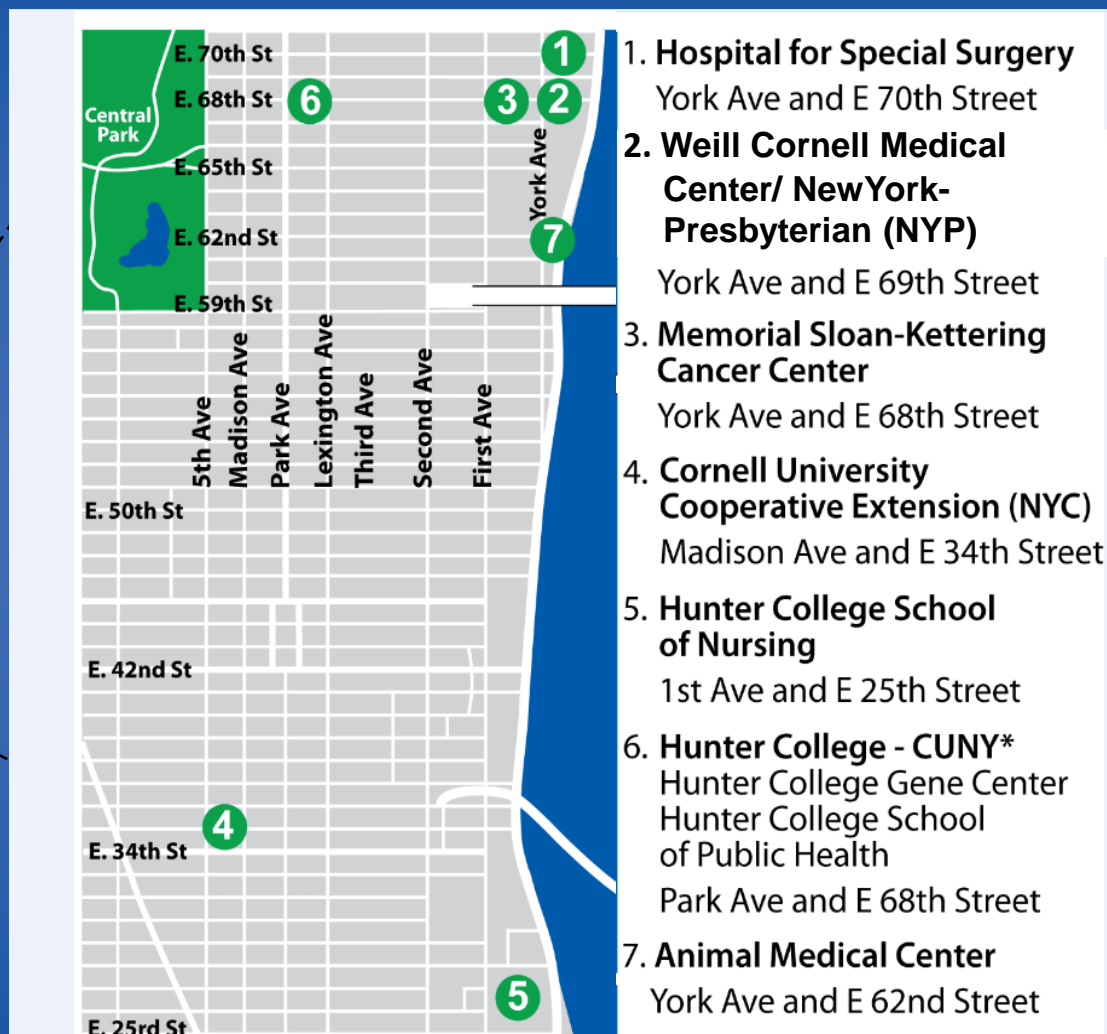 E. 70th St
1
E. 68th St
6
3
2
Central
Park
York Ave
E. 65th St
E. 62nd St
7
E. 59th St
5th Ave
Madison Ave
Park Ave
Lexington Ave
Third Ave
Second Ave
First Ave
E. 50th St
E. 42nd St
4
E. 34th St
5
E. 25rd St
1. Hospital for Special Surgery
York Ave and E 70th Street
2. Weill Cornell Medical
Center/ NewYork-
Presbyterian (NYP)
York Ave and E 69th Street
3. Memorial Sloan-Kettering
Cancer Center
York Ave and E 68th Street
4. Cornell University
Cooperative Extension (NYC)
Madison Ave and E 34th Street
5. Hunter College School
of Nursing
1st Ave and E 25th Street
6. Hunter College - CUNY*
Hunter College Gene Center
Hunter College School
of Public Health
Park Ave and E 68th Street
7. Animal Medical Center
York Ave and E 62nd Street